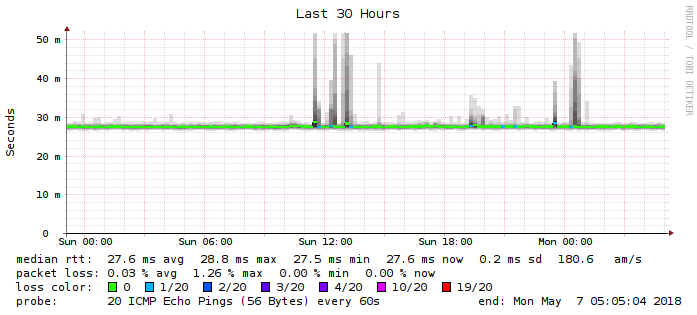 Last 30 Hours
RRDTOOL / TOBI OETIKER
Seconds
50 m
40 m
30 m
20 m
10 m
0
Sun 00:00 Sun 06:00 Sun 12:00 Sun 18:00 Mon 00:00
median rtt: 27.6 ms avg 28.8 ms max 27.5 ms min 27.6 ms now 0.2 ms sd 180.6 am/s
packet loss: 0.03 % avg 1.26 % max 0.00 % min 0.00 % now
loss color: 0 1/20 2/20 3/20 4/20 10/20 19/20
probe: 20 ICMP Echo Pings (56 Bytes) every 60s end: Mon May 7 05:05:04 2018